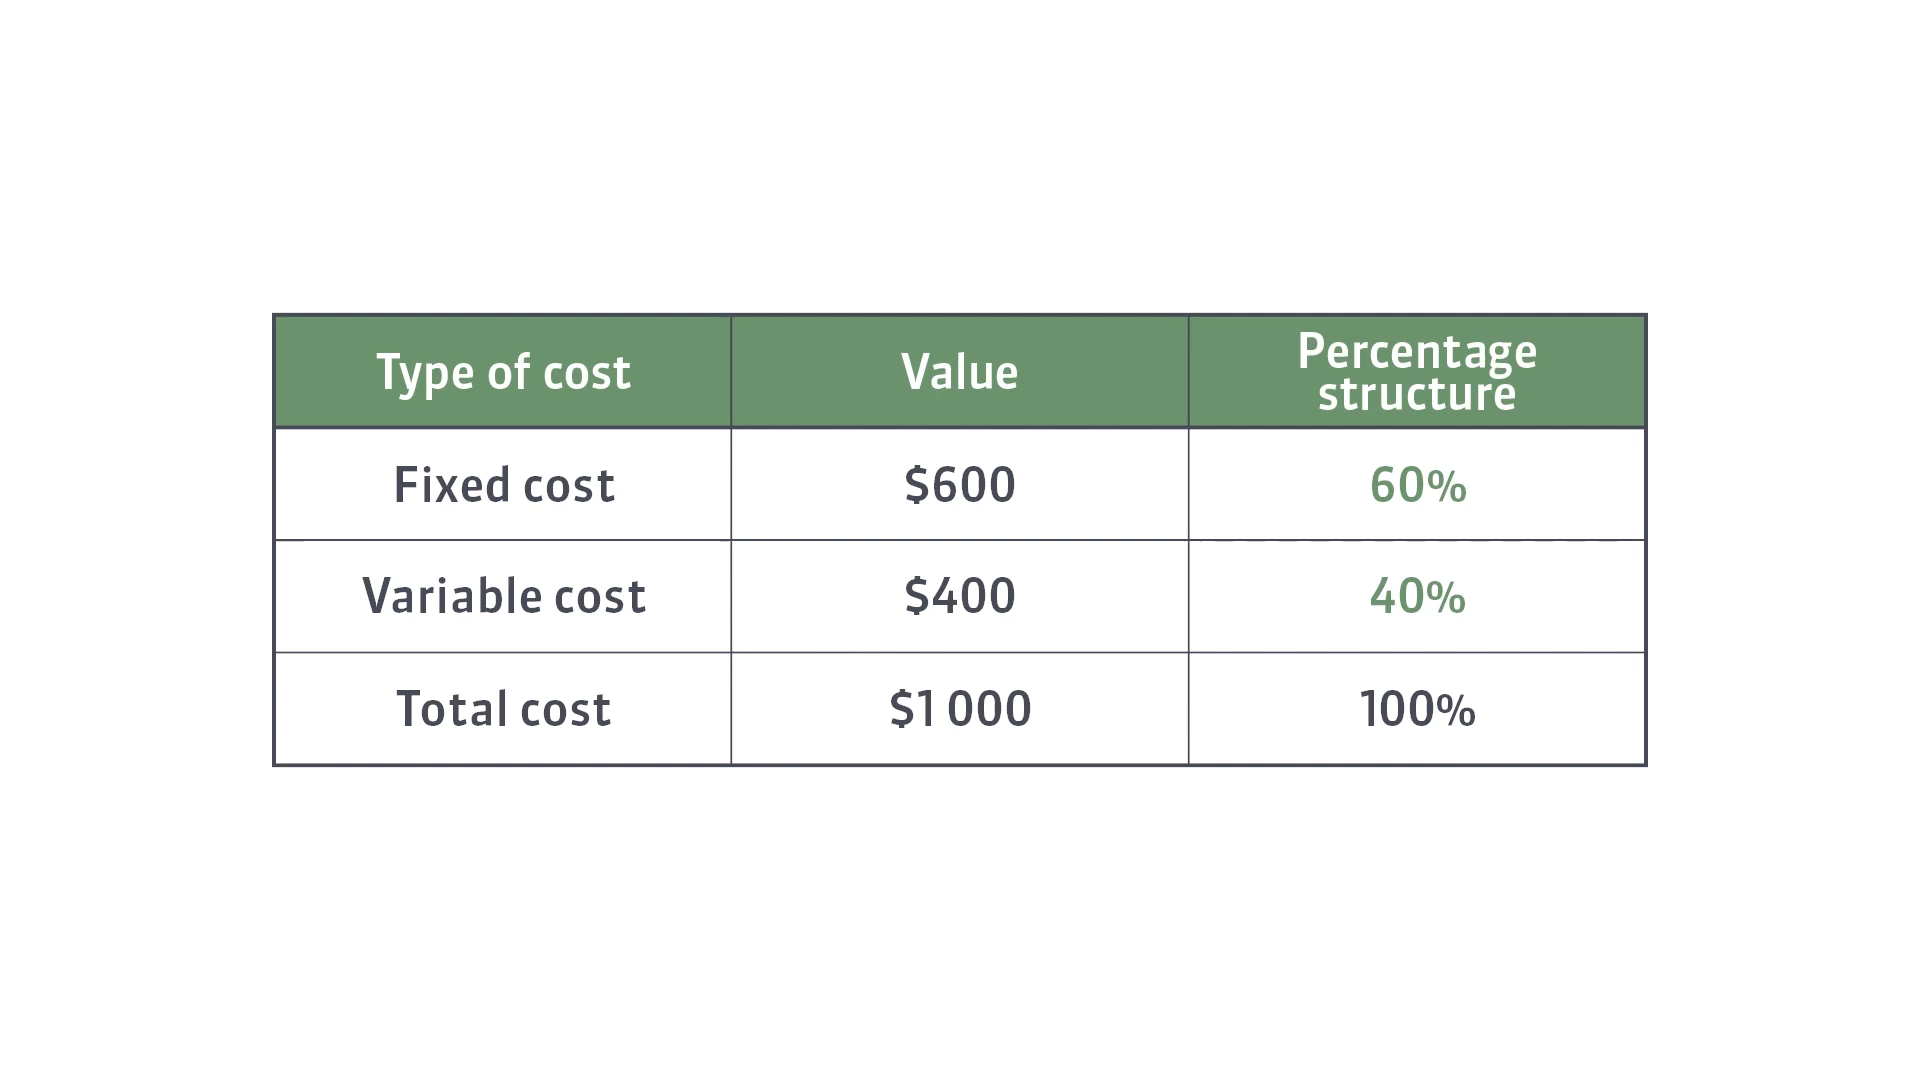 Type of cost Value Percentage structure
Fixed cost $600 60%
Variable cost $400 40%
Total cost $1 000 100%